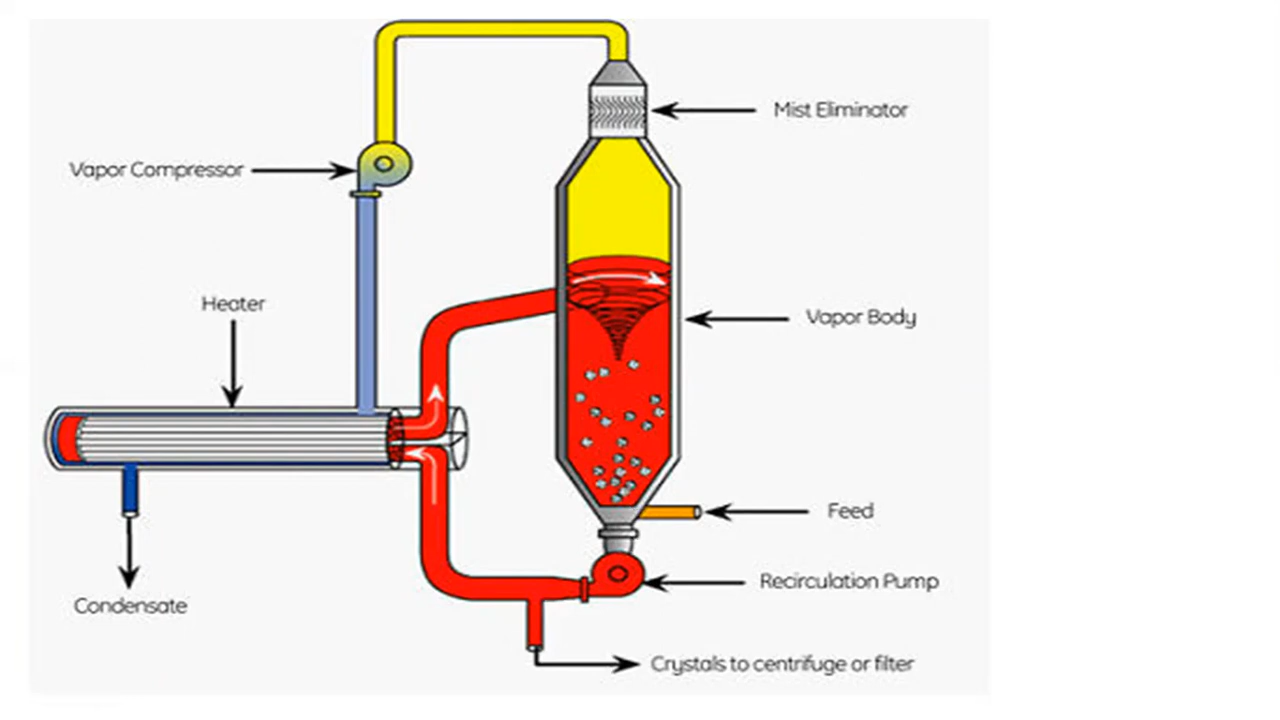 Mist Eliminator
Vapor Compressor
Heater
Vapor Body
Feed
Recirculation Pump
Condensate
Crystals to centrifuge or filter